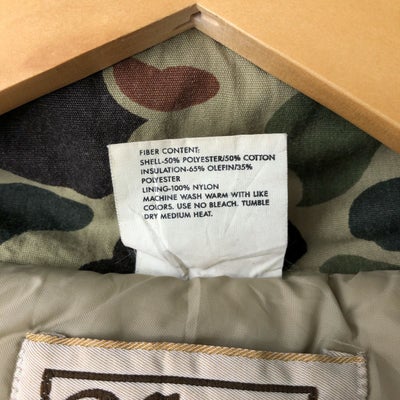 FIBER CONTENT:
SHELL-50% POLYESTER/50% COTTON
INSULATION-65% OLEFIN/35%
POLYESTER
LINING-100% NYLON
MACHINE WASH WARM WITH LIKE
COLORS. USE NO BLEACH. TUMBLE
DRY MEDIUM HEAT.